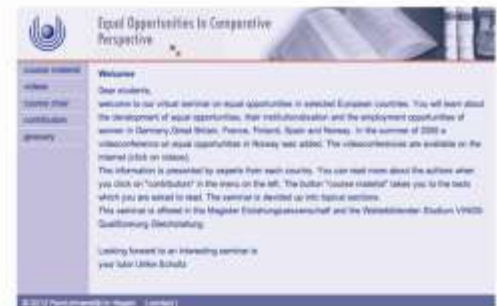 Equal Opportunities in Comparative
Perspective
course material
videos
course chair
contributors
glossary
Welcome
Dear students,
welcome to our virtual seminar on equal opportunities in selected European countries. You will learn about
the development of equal opportunities, their institutionalisation and the employment opportunities of
women in Germany, Great Britain, France, Finland, Spain and Norway. In the summer of 2005 a
videoconference on equal opportunities in Norway was added. The videoconferences are available on the
internet (click on videos).
The information is presented by experts from each country. You can read more about the authors when
you click on "contributors" in the menu on the left. The button "course material" takes you to the texts
which you are asked to read. The seminar is devided up into topical sections.
This seminar is offered in the Magister Erziehungswissenschaft and the Weiterbildenden Studium
Qualifizierung Gleichstellung.
Looking forward to an interesting seminar is
your tutor Ulrike Schultz